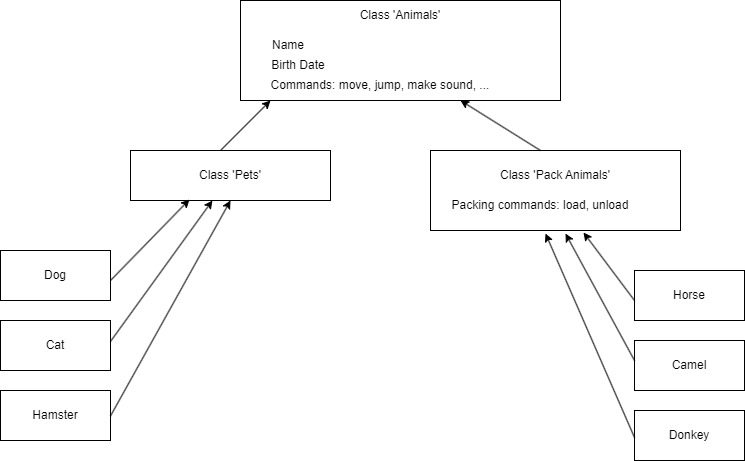 Class 'Animals'
Name
Birth Date
Commands: move, jump, make sound, ...
Class 'Pets'
Class 'Pack Animals'
Packing commands: load, unload
Dog
Cat
Hamster
Horse
Camel
Donkey